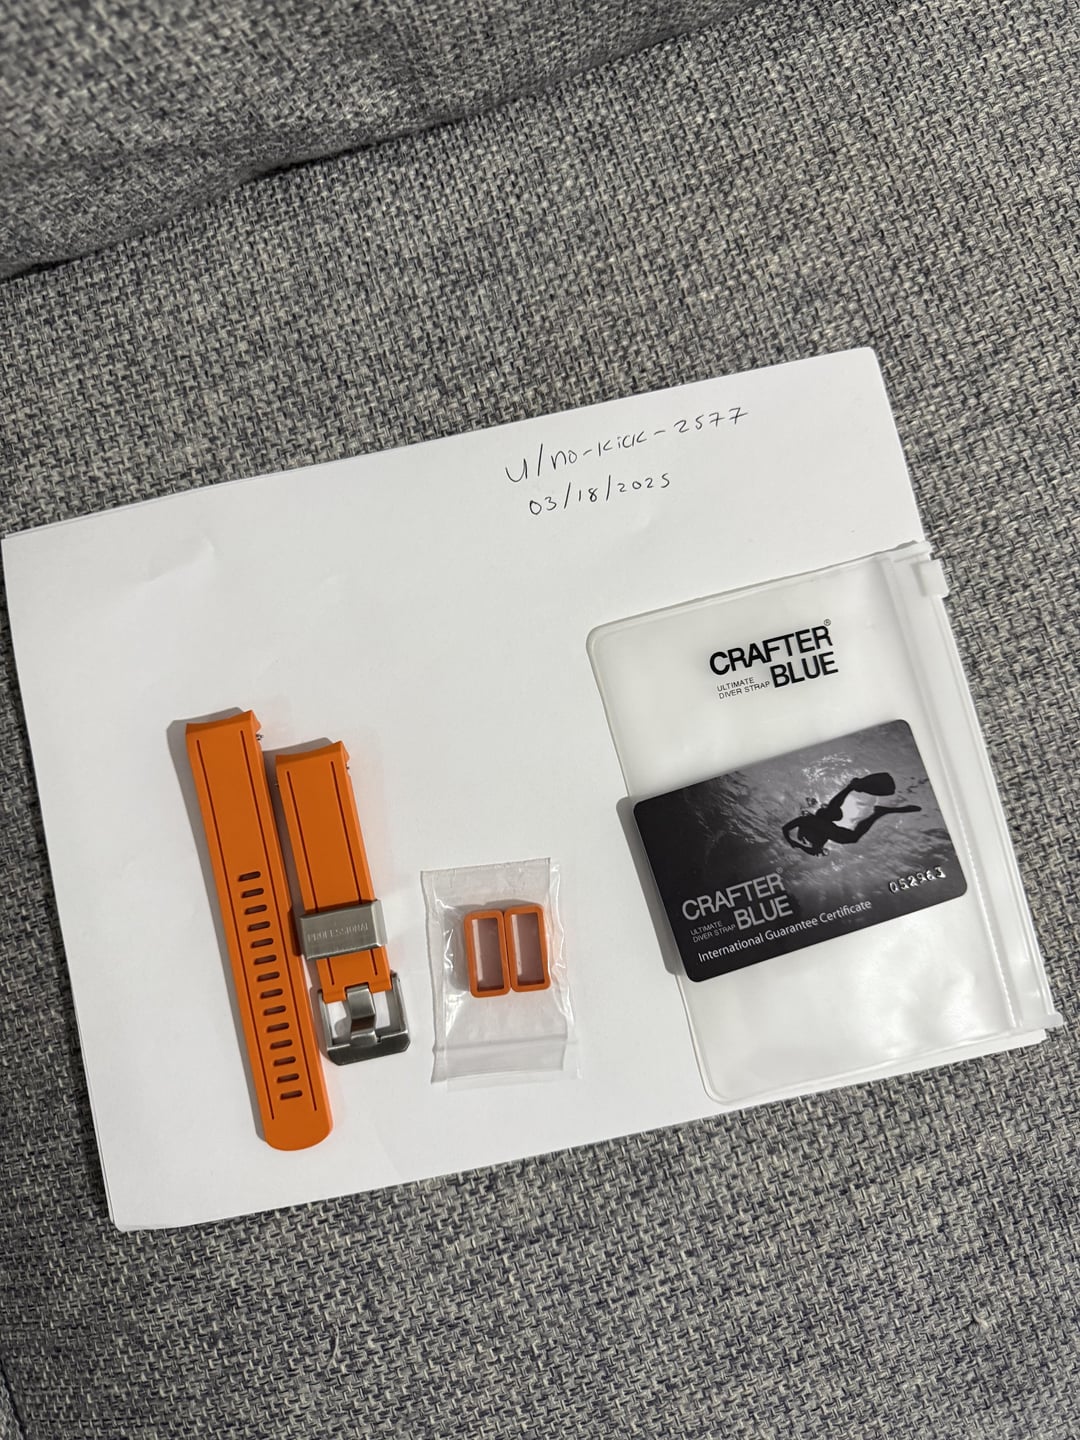 u/no-kick-2577
03/18/2025
CRAFTER®
ULTIMATE
DIVER STRAP BLUE
PROFESSIONAL
CRAFTER
ULTIMATE
DIVER STRAP BLUE
International Guarantee Certificate
052963